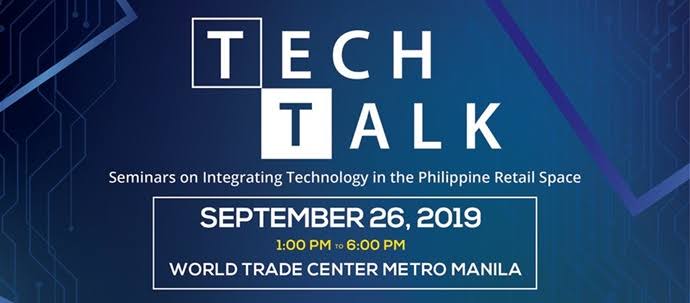 TECH
TALK
Seminars on Integrating Technology in the Philippine Retail Space
SEPTEMBER 26, 2019
1:00 PM TO 6:00 PM
WORLD TRADE CENTER METRO MANILA